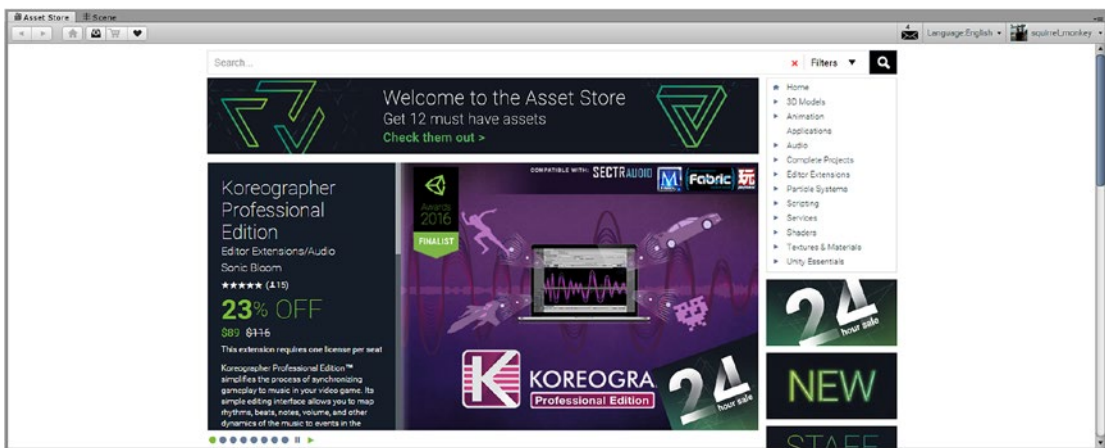 Asset Store
Scene
4
Language:English
squirrel_monkey
Search...
Filters
Welcome to the Asset Store
Get 12 must have assets
Check them out >
Koreographer
Professional
Edition
Editor Extensions/Audio
Sonic Bloom
★★★★★ (115)
23% OFF
$89 $116
This extension requires one license per seat
Koreographer Professional Edition™
simplifies the process of synchronizing
gameplay to music in your video game. Its
simple editing interface allows you to map
rhythms, beats, notes, volume, and other
dynamics of the music to events in the
Awards
2016
FINALIST
COMPATIBLE WITH: SECTR AUDIO
Fabric
玩
K
KOREOGRA
Professional Edition
24
hour sale
Home
3D Models
Animation
Applications
Audio
Complete Projects
Editor Extensions
Particle Systems
Scripting
Services
Shaders
Textures & Materials
Unity Essentials
24
hour sale
NEW
STAFF